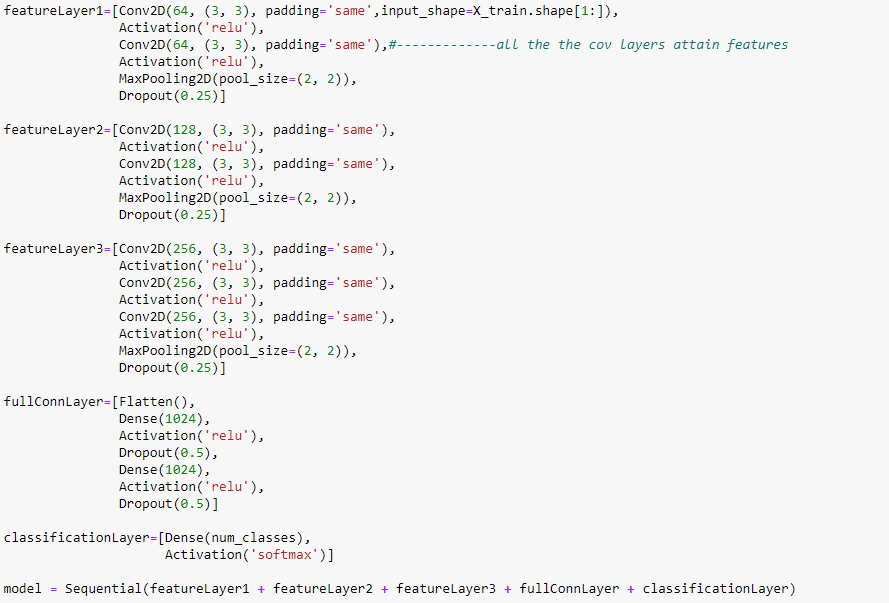 featureLayer1=[Conv2D(64, (3, 3), padding='same',input_shape=X_train.shape[1:]),
Activation('relu'),
Conv2D(64, (3, 3), padding='same'),#-------------all the the cov layers attain features
Activation('relu'),
MaxPooling2D(pool_size=(2, 2)),
Dropout(0.25)]
featureLayer2=[Conv2D(128, (3, 3), padding='same'),
Activation('relu'),
Conv2D(128, (3, 3), padding='same'),
Activation('relu'),
MaxPooling2D(pool_size=(2, 2)),
Dropout(0.25)]
featureLayer3=[Conv2D(256, (3, 3), padding='same'),
Activation('relu'),
Conv2D(256, (3, 3), padding='same'),
Activation('relu'),
Conv2D(256, (3, 3), padding='same'),
Activation('relu'),
MaxPooling2D(pool_size=(2, 2)),
Dropout(0.25)]
fullConnLayer=[Flatten(),
Dense(1024),
Activation('relu'),
Dropout(0.5),
Dense(1024),
Activation('relu'),
Dropout(0.5)]
classificationLayer=[Dense(num_classes),
Activation('softmax')]
model = Sequential(featureLayer1 + featureLayer2 + featureLayer3 + fullConnLayer + classificationLayer)